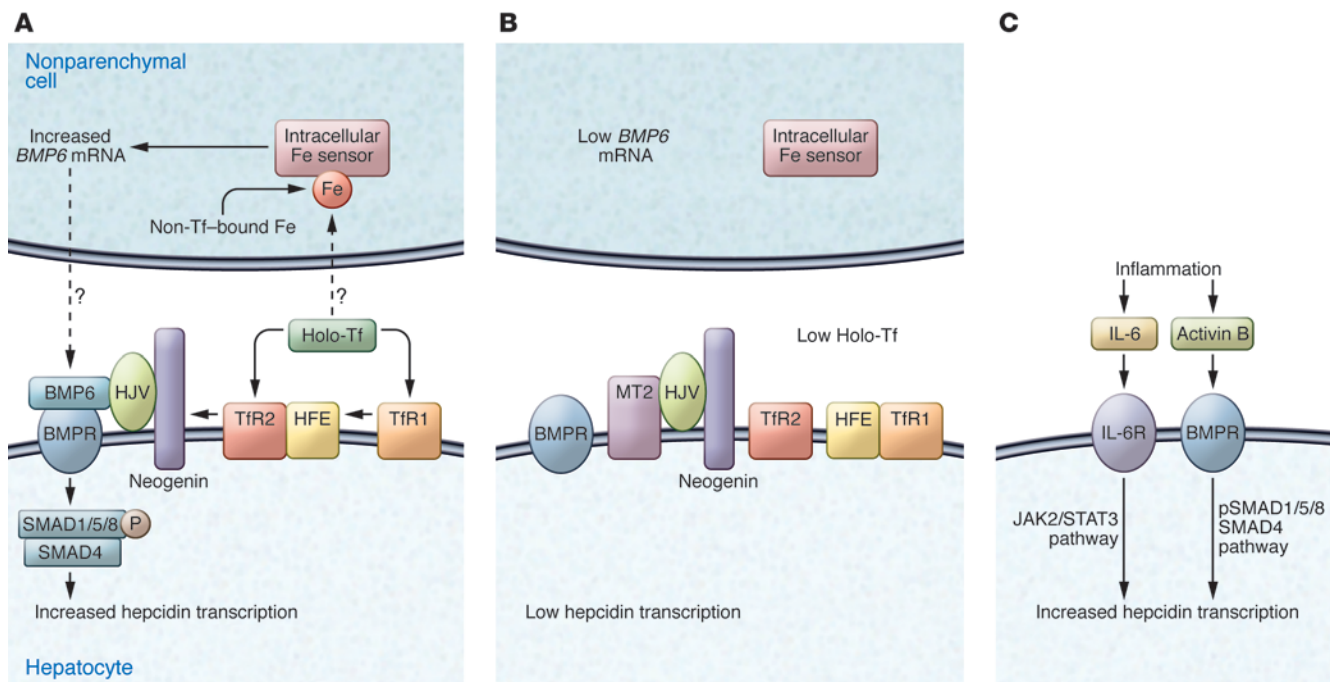 A
Nonparenchymal
cell
Increased
BMP6 mRNA
Intracellular
Fe sensor
Fe
Non-Tf–bound Fe
?
?
Holo-Tf
BMP6
HJV
BMPR
TfR2
HFE
TfR1
Neogenin
SMAD1/5/8
P
SMAD4
Increased hepcidin transcription
Hepatocyte
B
Low BMP6
mRNA
Intracellular
Fe sensor
Low Holo-Tf
BMPR
MT2
HJV
TfR2
HFE
TfR1
Neogenin
Low hepcidin transcription
C
Inflammation
IL-6
Activin B
IL-6R
BMPR
JAK2/STAT3
pathway
pSMAD1/5/8
SMAD4
pathway
Increased hepcidin transcription